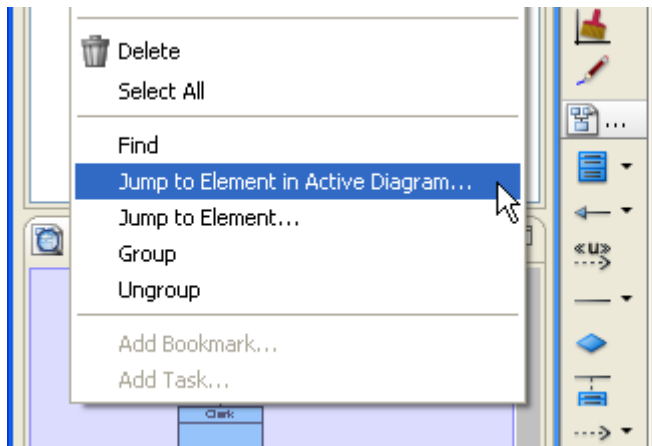 Delete
Select All
Find
Jump to Element in Active Diagram...
Jump to Element...
Group
Ungroup
Add Bookmark...
Add Task...
Clerk
...
«u»